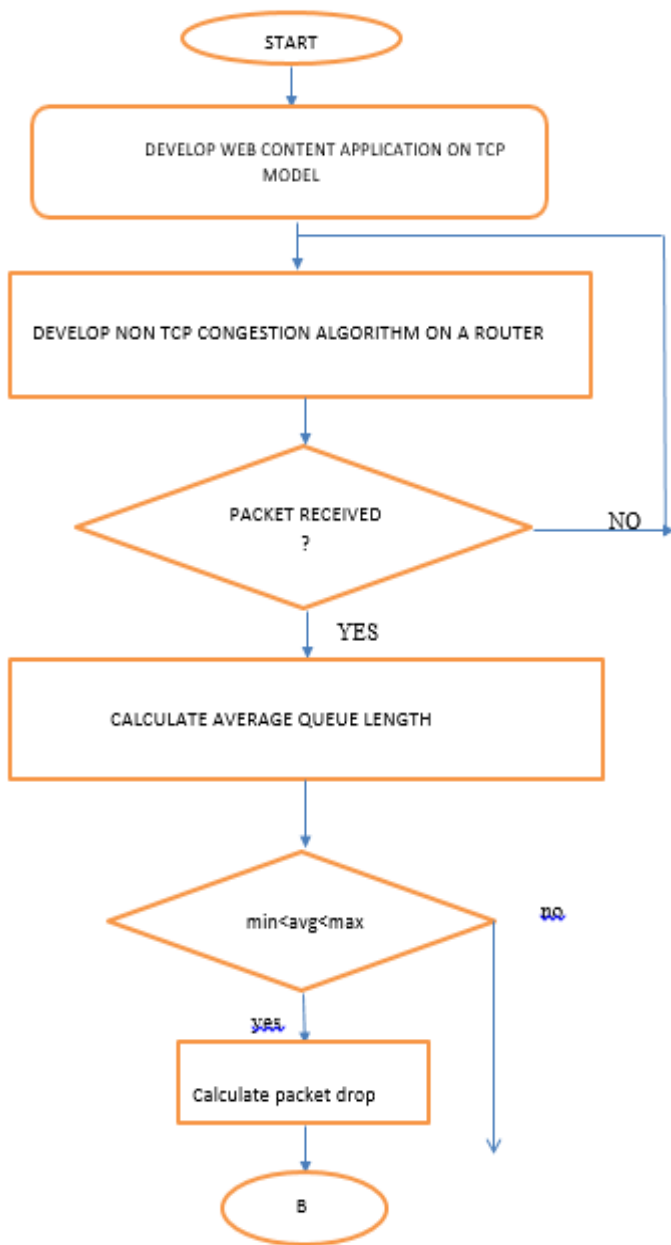 START
DEVELOP WEB CONTENT APPLICATION ON TCP
MODEL
DEVELOP NON TCP CONGESTION ALGORITHM ON A ROUTER
PACKET RECEIVED
?
NO
YES
CALCULATE AVERAGE QUEUE LENGTH
min<avg<max
no
yes
Calculate packet drop
B